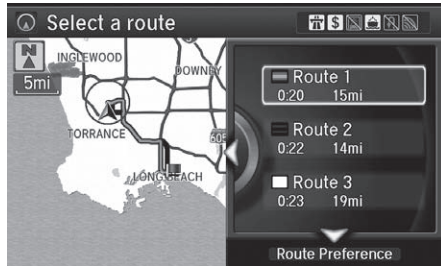 Select a route
$
N
5mi
INGLEWOOD
DOWNEY
TORRANCE
605
LONG BEACH
Route 1
0:20 15mi
Route 2
0:22 14mi
Route 3
0:23 19mi
Route Preference